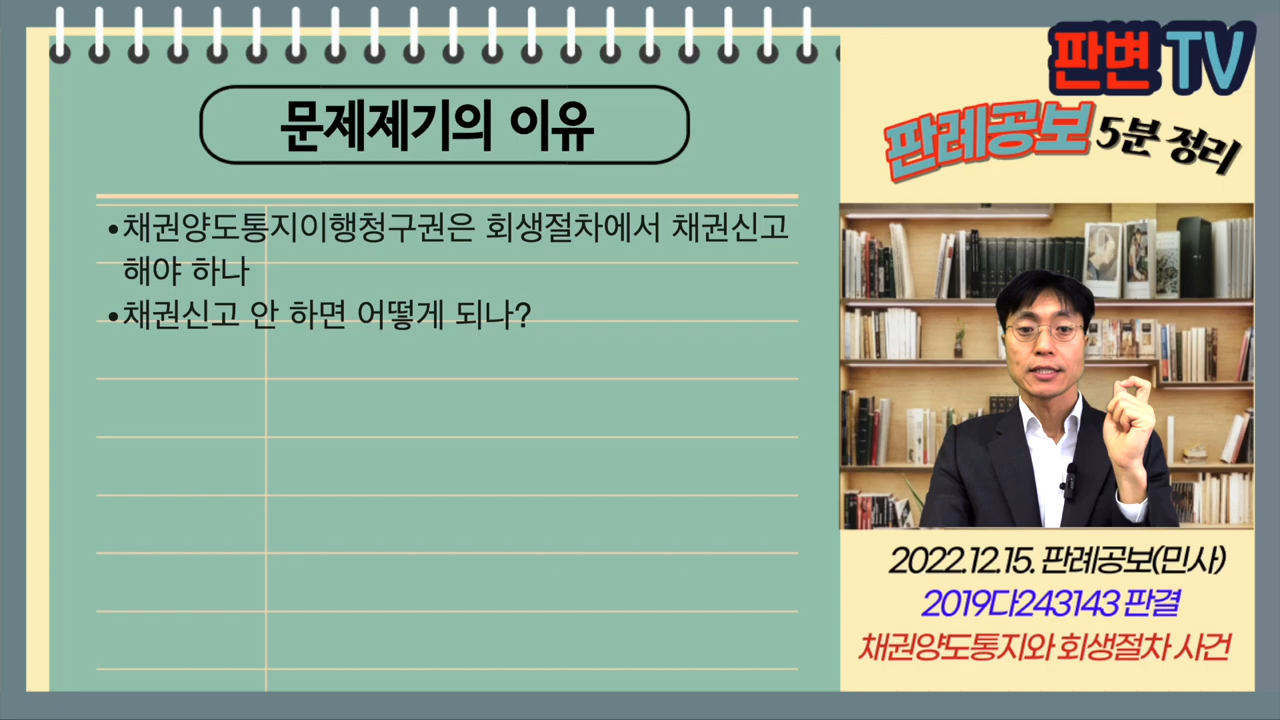 판변 TV
판례공보 5분 정리
문제제기의 이유
•채권양도통지이행청구권은 회생절차에서 채권신고
해야 하나
•채권신고 안 하면 어떻게 되나?
2022.12.15. 판례공보(민사)
2019다243143 판결
채권양도통지와 회생절차 사건